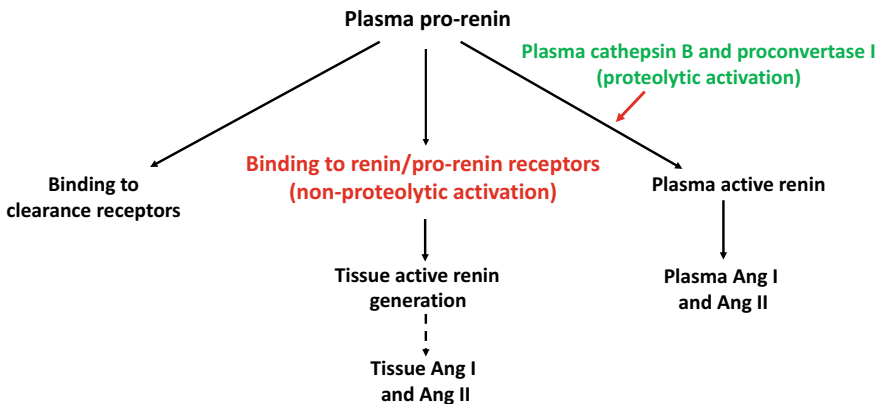 Plasma pro-renin
Plasma cathepsin B and proconvertase I
(proteolytic activation)
Binding to
clearance receptors
Binding to renin/pro-renin receptors
(non-proteolytic activation)
Plasma active renin
Tissue active renin
generation
Plasma Ang I
and Ang II
Tissue Ang I
and Ang II